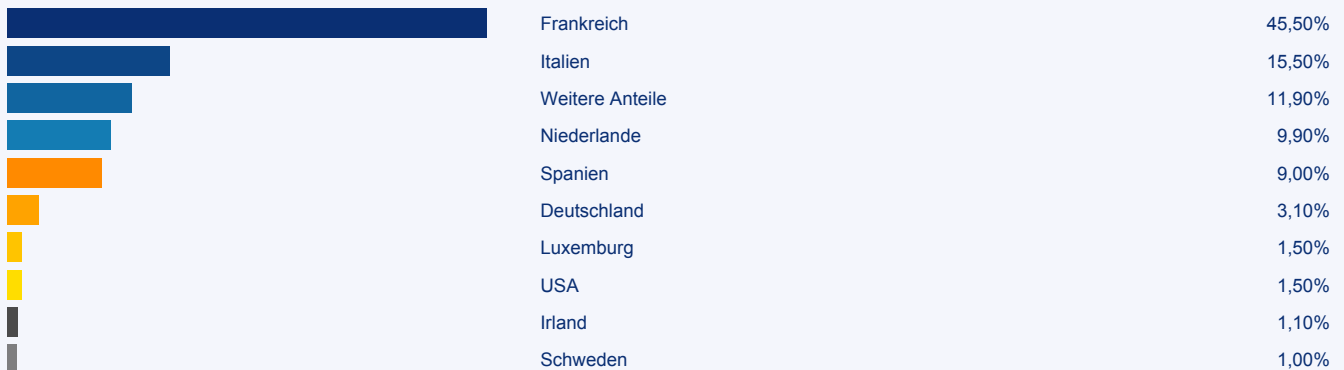 Frankreich 45,50%
Italien 15,50%
Weitere Anteile 11,90%
Niederlande 9,90%
Spanien 9,00%
Deutschland 3,10%
Luxemburg 1,50%
USA 1,50%
Irland 1,10%
Schweden 1,00%